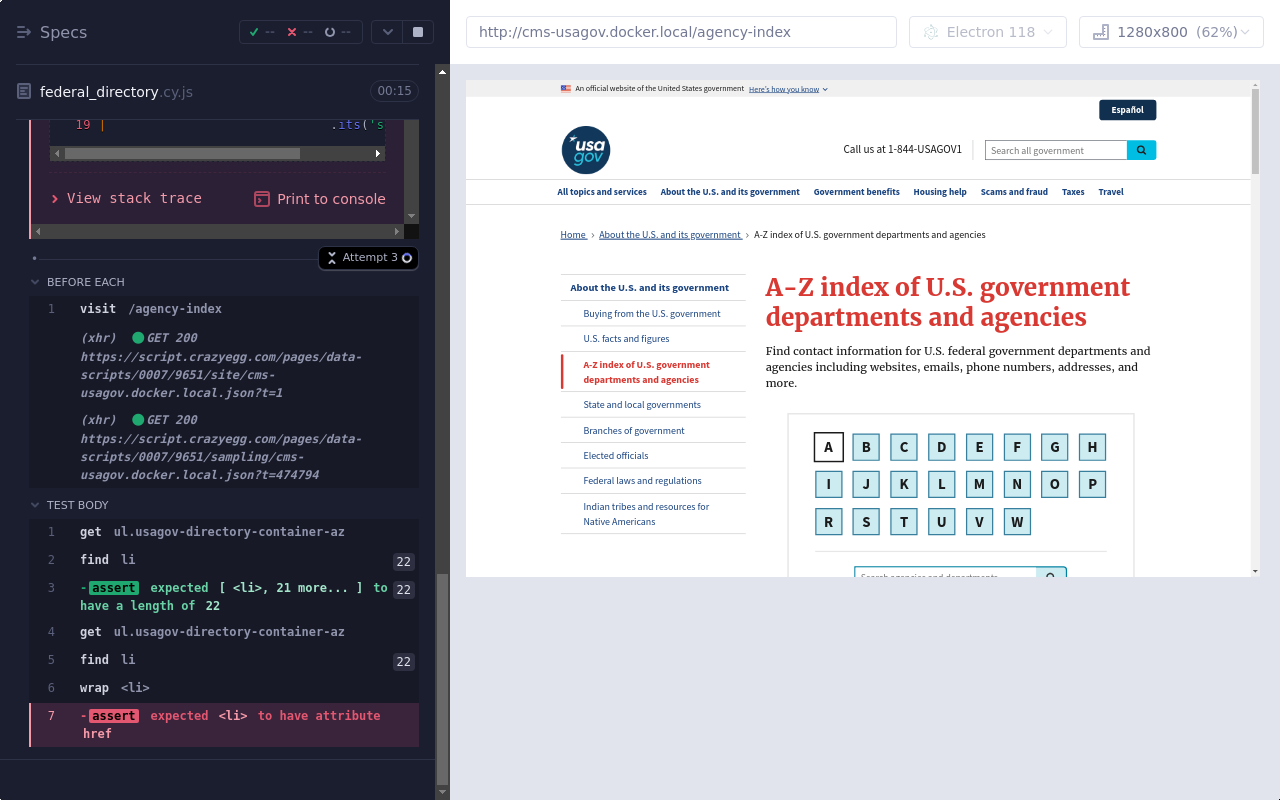 Specs
--
--
--
federal_directory.cy.js
00:15
19 | .its('s
View stack trace
Print to console
Attempt 3
BEFORE EACH
1 visit /agency-index
(xhr) GET 200
https://script.crazyegg.com/pages/data-
scripts/0007/9651/site/cms-
usagov.docker.local.json?t=1
(xhr) GET 200
https://script.crazyegg.com/pages/data-
scripts/0007/9651/sampling/cms-
usagov.docker.local.json?t=474794
TEST BODY
1 get ul.usagov-directory-container-az
2 find li 22
3 -assert expected [ <li>, 21 more... ] to 22
have a length of 22
4 get ul.usagov-directory-container-az
5 find li 22
6 wrap <li>
7 -assert expected <li> to have attribute
href
http://cms-usagov.docker.local/agency-index
Electron 118
1280x800 (62%)
An official website of the United States government Here's how you know
Español
usa
gov
Call us at 1-844-USAGOV1
Search all government
All topics and services About the U.S. and its government Government benefits Housing help Scams and fraud Taxes Travel
Home › About the U.S. and its government › A-Z index of U.S. government departments and agencies
About the U.S. and its government
Buying from the U.S. government
U.S. facts and figures
A-Z index of U.S. government
departments and agencies
State and local governments
Branches of government
Elected officials
Federal laws and regulations
Indian tribes and resources for
Native Americans
A-Z index of U.S. government
departments and agencies
Find contact information for U.S. federal government departments and
agencies including websites, emails, phone numbers, addresses, and
more.
A B C D E F G H
I J K L M N O P
R S T U V W
Search agencies and departments